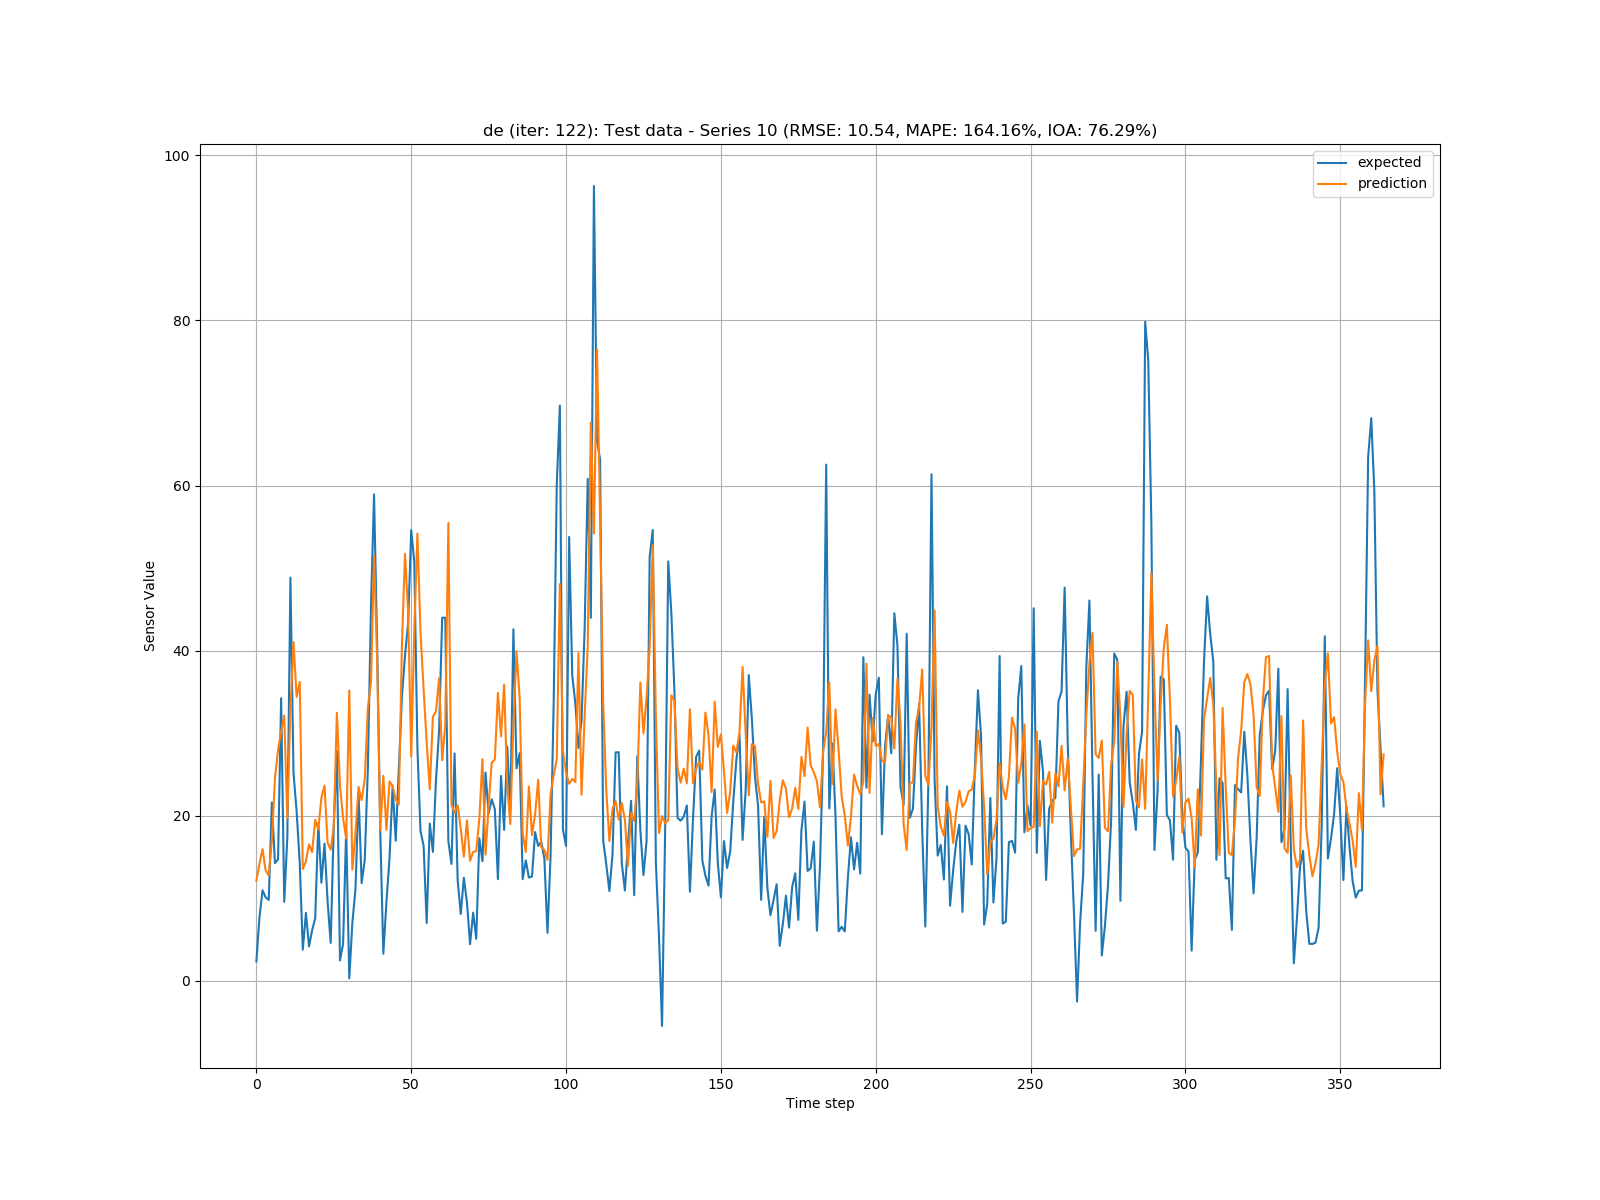 de (iter: 122): Test data - Series 10 (RMSE: 10.54, MAPE: 164.16%, IOA: 76.29%)
expected
prediction
100
80
60
40
20
0
Sensor Value
0 50 100 150 200 250 300 350
Time step